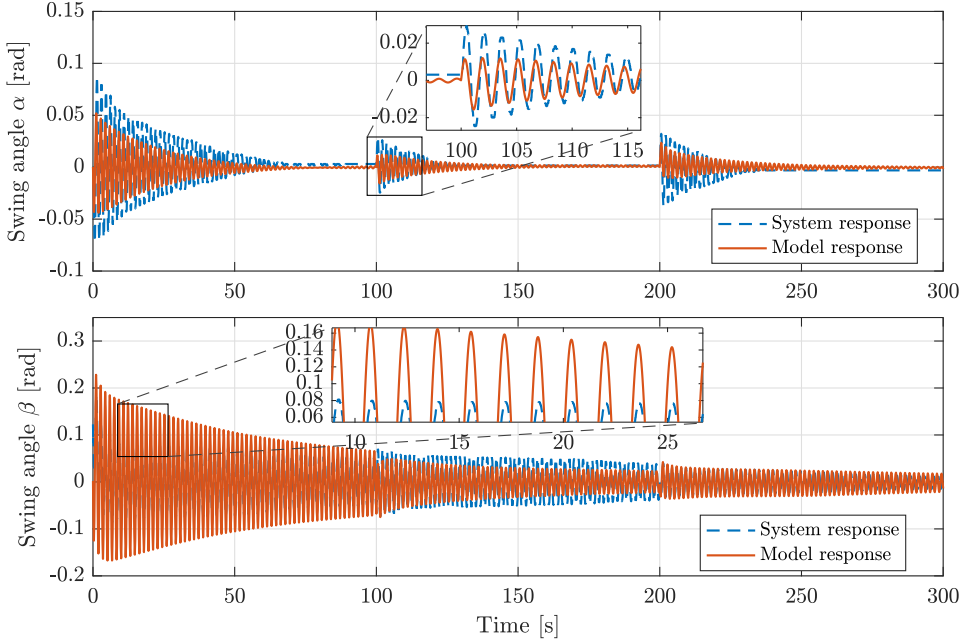 Swing angle α [rad]
0.15
0.1
0.05
0
-0.05
-0.1
0 50 100 150 200 250 300
0.02
0
-0.02
100 105 110 115
System response
Model response
Swing angle β [rad]
0.3
0.2
0.1
0
-0.1
-0.2
0 50 100 150 200 250 300
0.16
0.14
0.12
0.1
0.08
0.06
10 15 20 25
System response
Model response
Time [s]